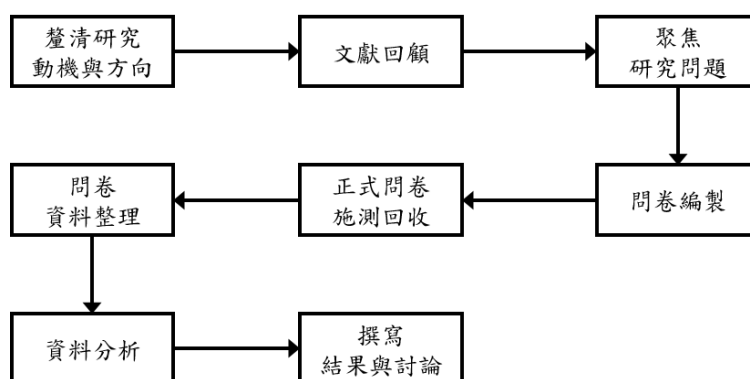 釐清研究
動機與方向
文獻回顧
聚焦
研究問題
問卷編製
正式問卷
施測回收
問卷
資料整理
資料分析
撰寫
結果與討論